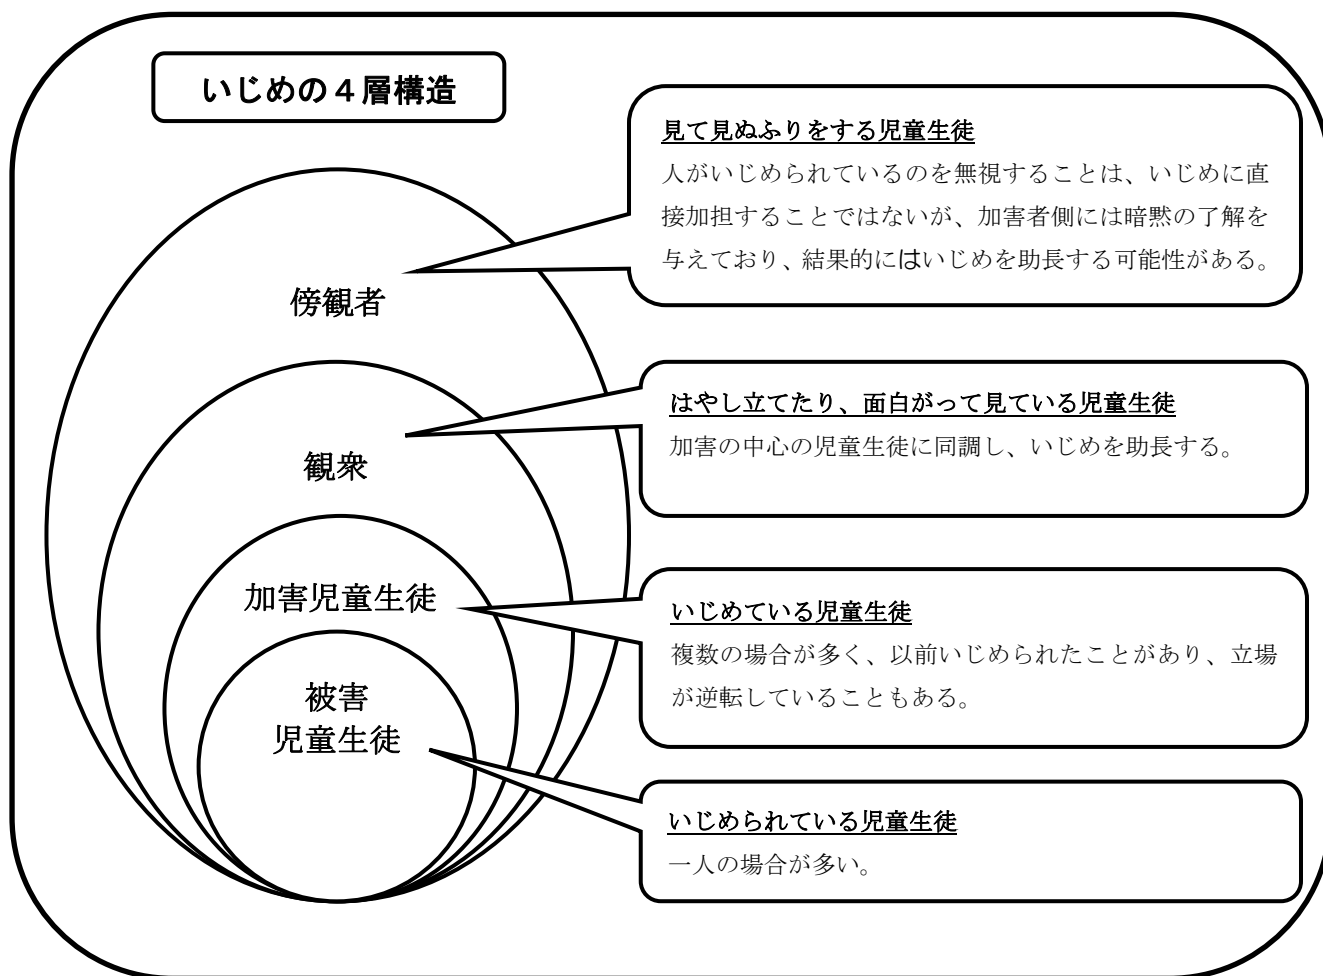 いじめの４層構造
見て見ぬふりをする児童生徒
人がいじめられているのを無視することは、いじめに直
接加担することではないが、加害者側には暗黙の了解を
与えており、結果的にはいじめを助長する可能性がある。
傍観者
はやし立てたり、面白がって見ている児童生徒
加害の中心の児童生徒に同調し、いじめを助長する。
観衆
いじめている児童生徒
複数の場合が多く、以前いじめられたことがあり、立場
が逆転していることもある。
加害児童生徒
被害
児童生徒
いじめられている児童生徒
一人の場合が多い。